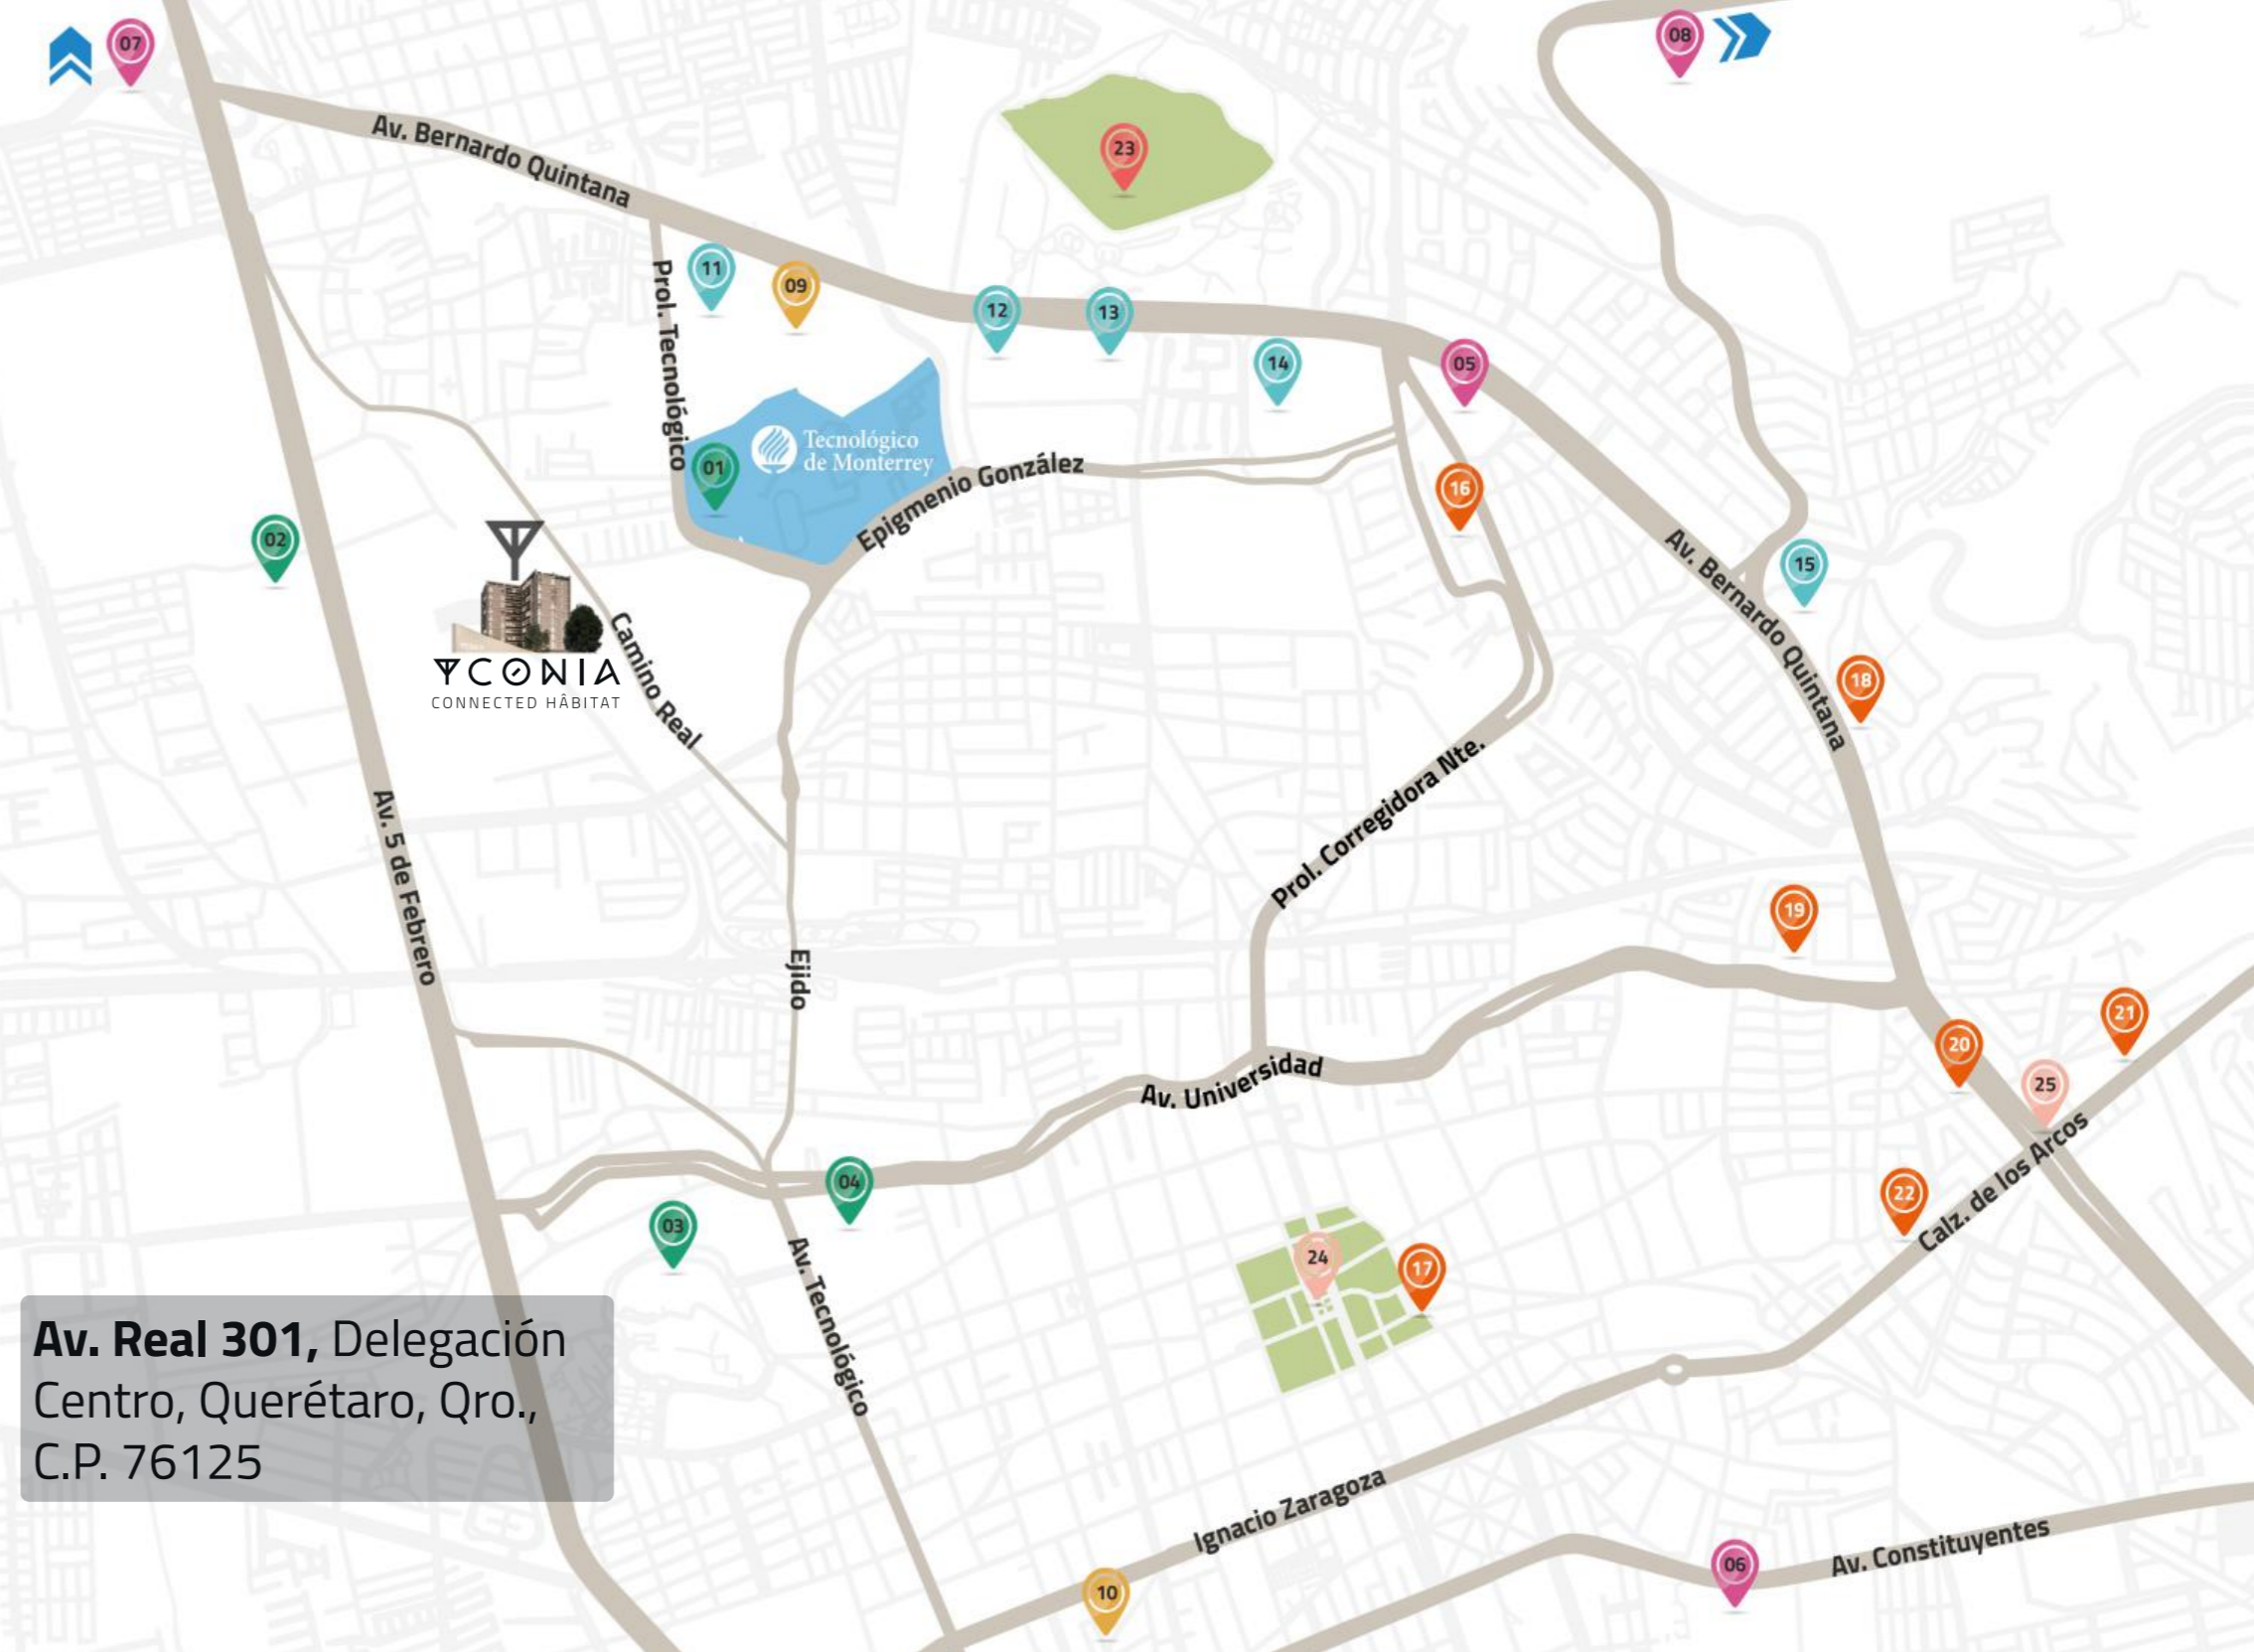 07
08
Av. Bernardo Quintana
23
Prol. Tecnológico
11
09
12
13
14
05
Tecnológico
de Monterrey
01
Epigmenio González
16
02
Av. Bernardo Quintana
15
YCONIA
CONNECTED HÂBITAT
Camino Real
18
Prol. Corregidora Nte.
Av. 5 de Febrero
19
Ejido
21
20
25
Av. Universidad
04
03
22
Calz. de los Arcos
24
17
Av. Tecnológico
Av. Real 301, Delegación
Centro, Querétaro, Qro.,
C.P. 76125
Ignacio Zaragoza
Av. Constituyentes
06
10